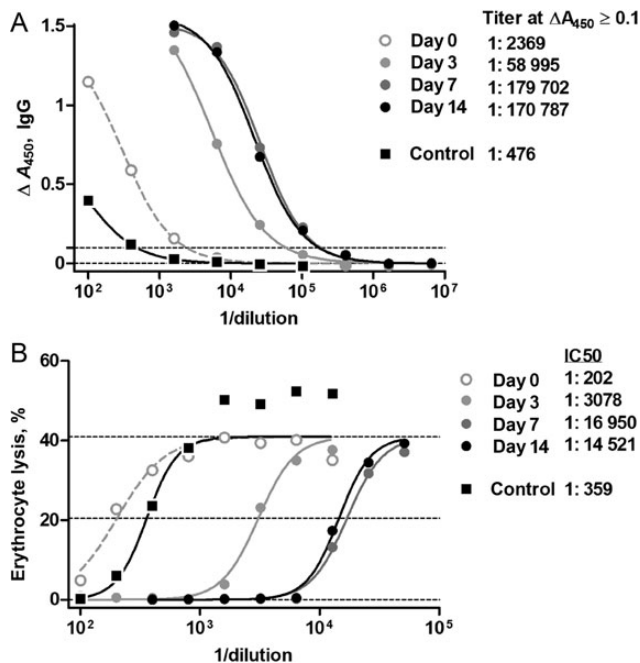 A
Titer at ΔA450 ≥ 0.1
Day 0 1: 2369
Day 3 1: 58 995
Day 7 1: 179 702
Day 14 1: 170 787
Control 1: 476
Δ A450, IgG
1.5
1
0.5
0
10² 10³ 10⁴ 10⁵ 10⁶ 10⁷
1/dilution
B
IC50
Day 0 1: 202
Day 3 1: 3078
Day 7 1: 16 950
Day 14 1: 14 521
Control 1: 359
Erythrocyte lysis, %
60
40
20
0
10² 10³ 10⁴ 10⁵
1/dilution